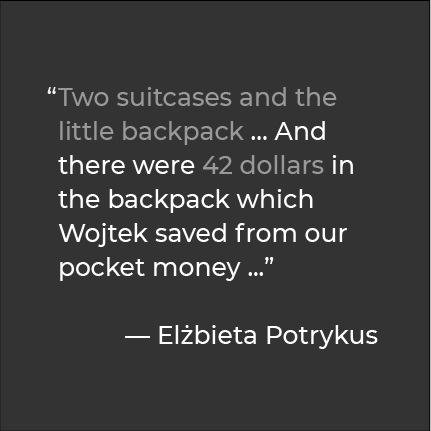 “Two suitcases and the
little backpack ... And
there were 42 dollars in
the backpack which
Wojtek saved from our
pocket money ...”
— Elżbieta Potrykus